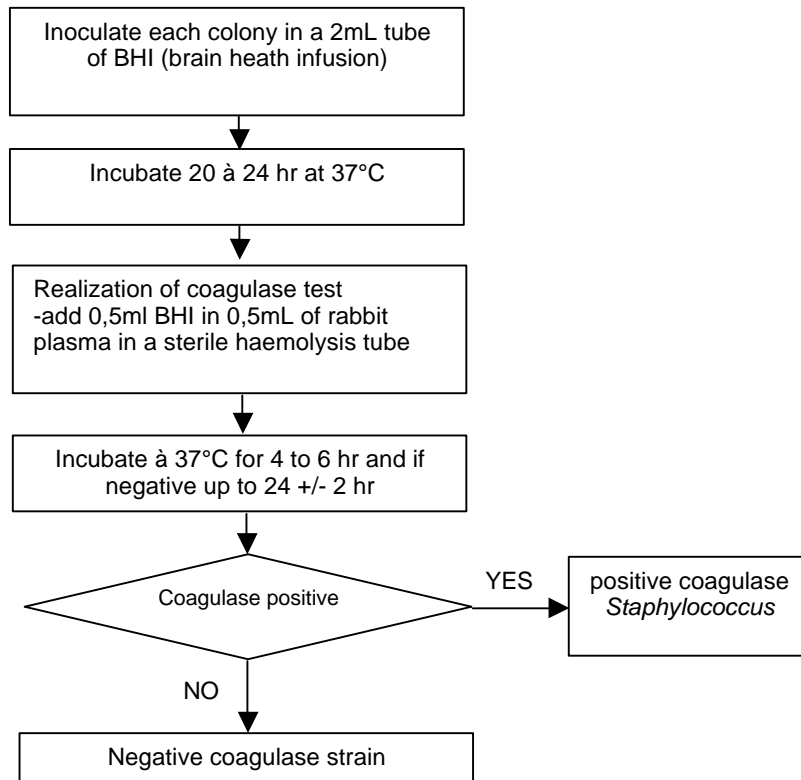 Inoculate each colony in a 2mL tube
of BHI (brain heath infusion)
Incubate 20 à 24 hr at 37°C
Realization of coagulase test
-add 0,5ml BHI in 0,5mL of rabbit
plasma in a sterile haemolysis tube
Incubate à 37°C for 4 to 6 hr and if
negative up to 24 +/- 2 hr
Coagulase positive
YES
positive coagulase
Staphylococcus
NO
Negative coagulase strain